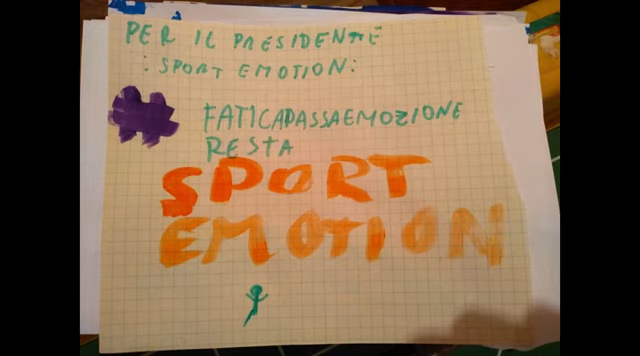 PER IL PRESIDENTE
: SPORT EMOTION:
# FATICAPASSAEMOZIONE
RESTA
SPORT
EMOTION